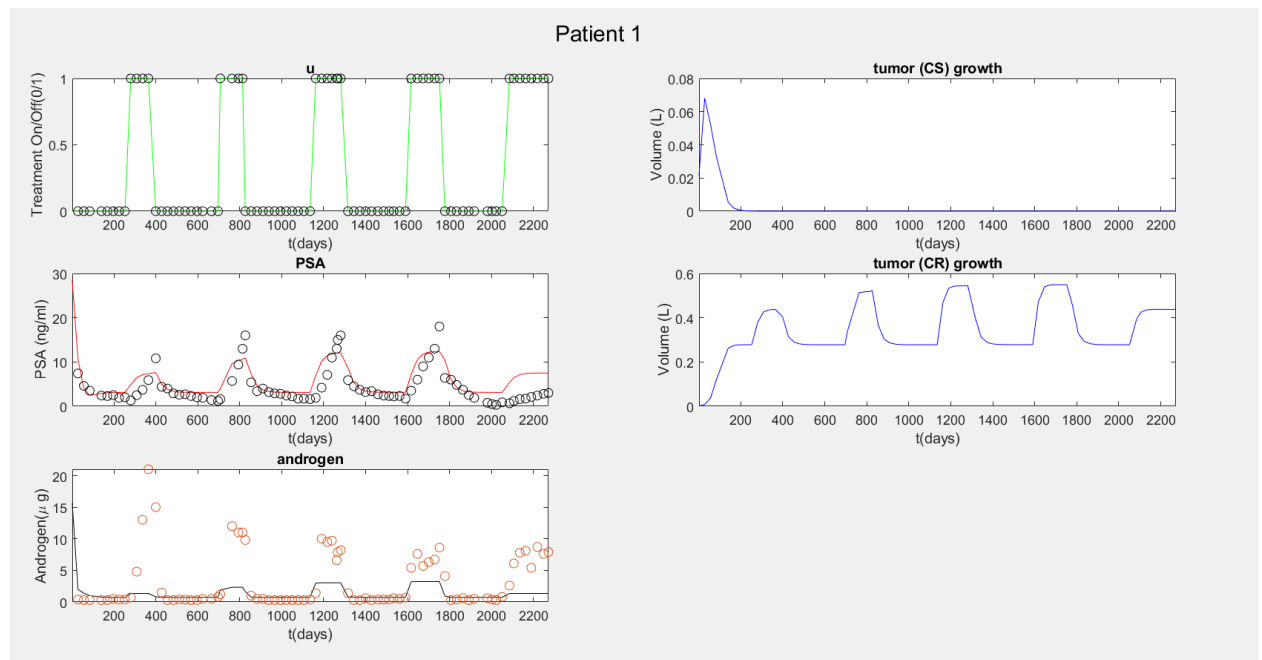 Patient 1
u
Treatment On/Off(0/1)
1
0.5
0
200 400 600 800 1000 1200 1400 1600 1800 2000 2200
t(days)
tumor (CS) growth
Volume (L)
0.08
0.06
0.04
0.02
0
200 400 600 800 1000 1200 1400 1600 1800 2000 2200
t(days)
PSA
PSA (ng/ml)
30
20
10
0
200 400 600 800 1000 1200 1400 1600 1800 2000 2200
t(days)
tumor (CR) growth
Volume (L)
0.6
0.4
0.2
0
200 400 600 800 1000 1200 1400 1600 1800 2000 2200
t(days)
androgen
Androgen(μ g)
20
15
10
5
0
200 400 600 800 1000 1200 1400 1600 1800 2000 2200
t(days)